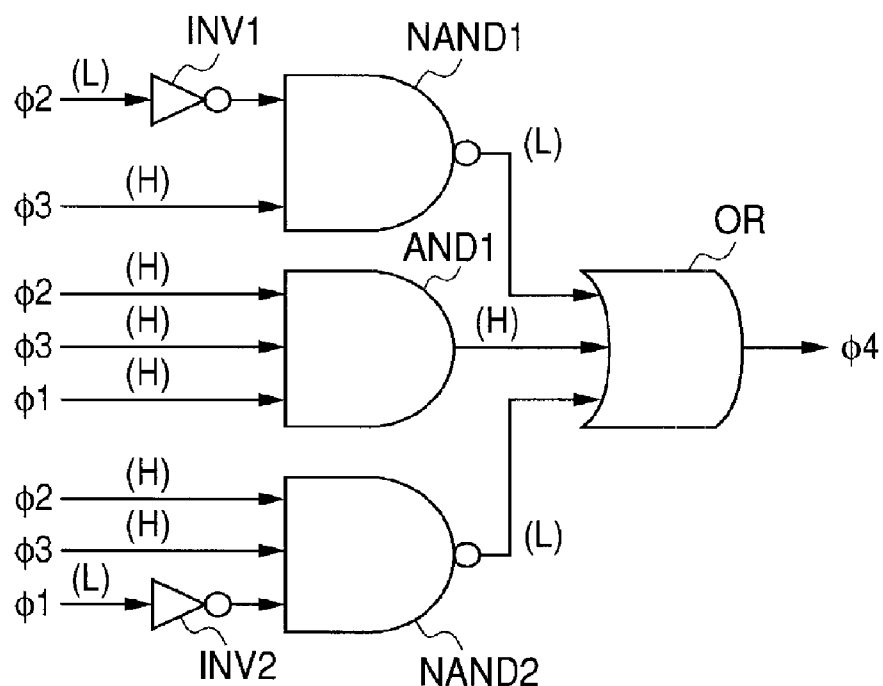 INV1
NAND1
φ2
(L)
(L)
φ3
(H)
OR
AND1
φ2
(H)
φ3
(H)
(H)
φ4
φ1
(H)
φ2
(H)
φ3
(H)
(L)
φ1
(L)
INV2
NAND2